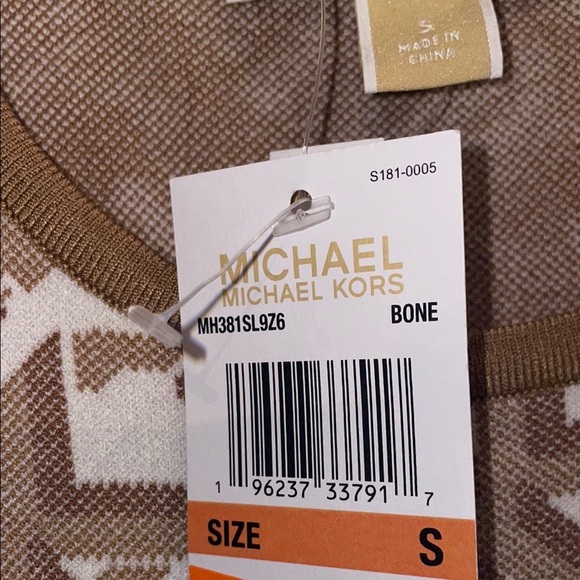 S
MADE IN
CHINA
S181-0005
MICHAEL
MICHAEL KORS
MH381SL9Z6 BONE
1 96237 33791 7
SIZE S